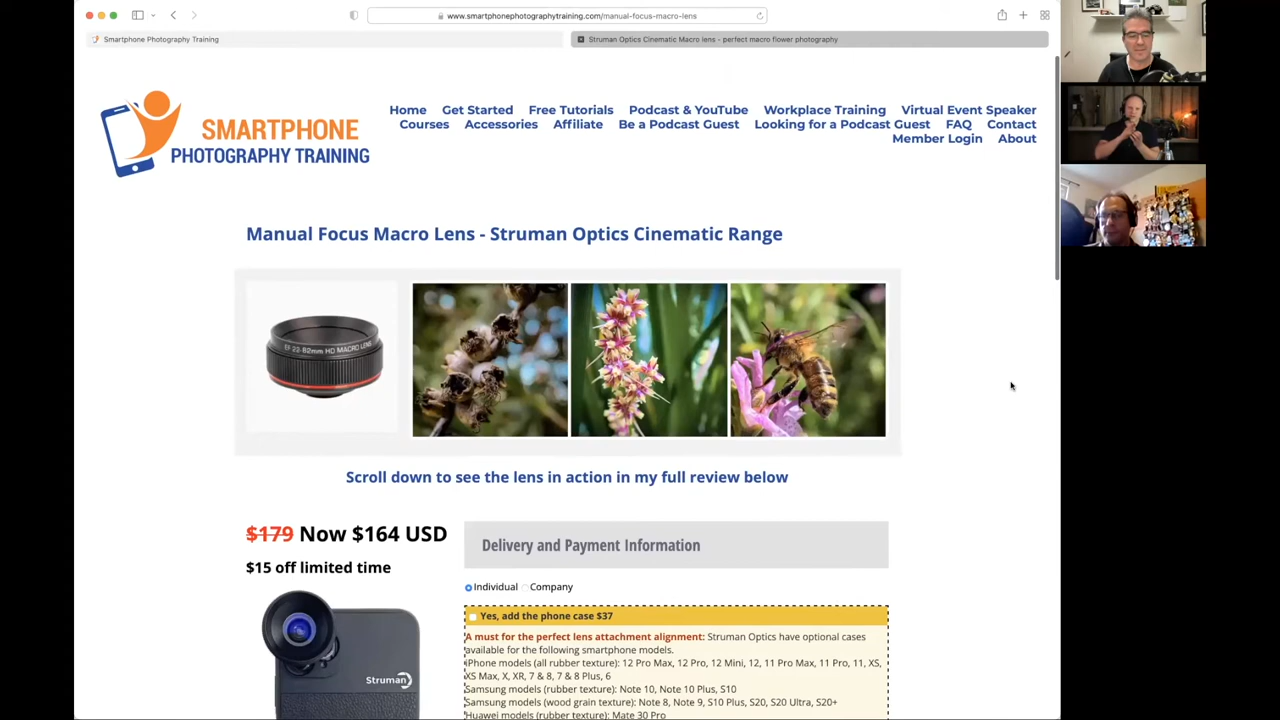 www.smartphonephotographytraining.com/manual-focus-macro-lens
Smartphone Photography Training
Struman Optics Cinematic Macro lens - perfect macro flower photography
SMARTPHONE
PHOTOGRAPHY TRAINING
Home Get Started Free Tutorials Podcast & YouTube Workplace Training Virtual Event Speaker
Courses Accessories Affiliate Be a Podcast Guest Looking for a Podcast Guest FAQ Contact
Member Login About
Manual Focus Macro Lens - Struman Optics Cinematic Range
EF 22-82mm HD MACRO LENS
Scroll down to see the lens in action in my full review below
$179 Now $164 USD
$15 off limited time
Struman
Delivery and Payment Information
Individual Company
Yes, add the phone case $37
A must for the perfect lens attachment alignment: Struman Optics have optional cases
available for the following smartphone models.
iPhone models (all rubber texture): 12 Pro Max, 12 Pro, 12 Mini, 12, 11 Pro Max, 11 Pro, 11, XS,
XS Max, X, XR, 7 & 8, 7 & 8 Plus, 6
Samsung models (rubber texture): Note 10, Note 10 Plus, S10
Samsung models (wood grain texture): Note 8, Note 9, S10 Plus, S20, S20 Ultra, S20+
Huawei models (rubber texture): Mate 30 Pro